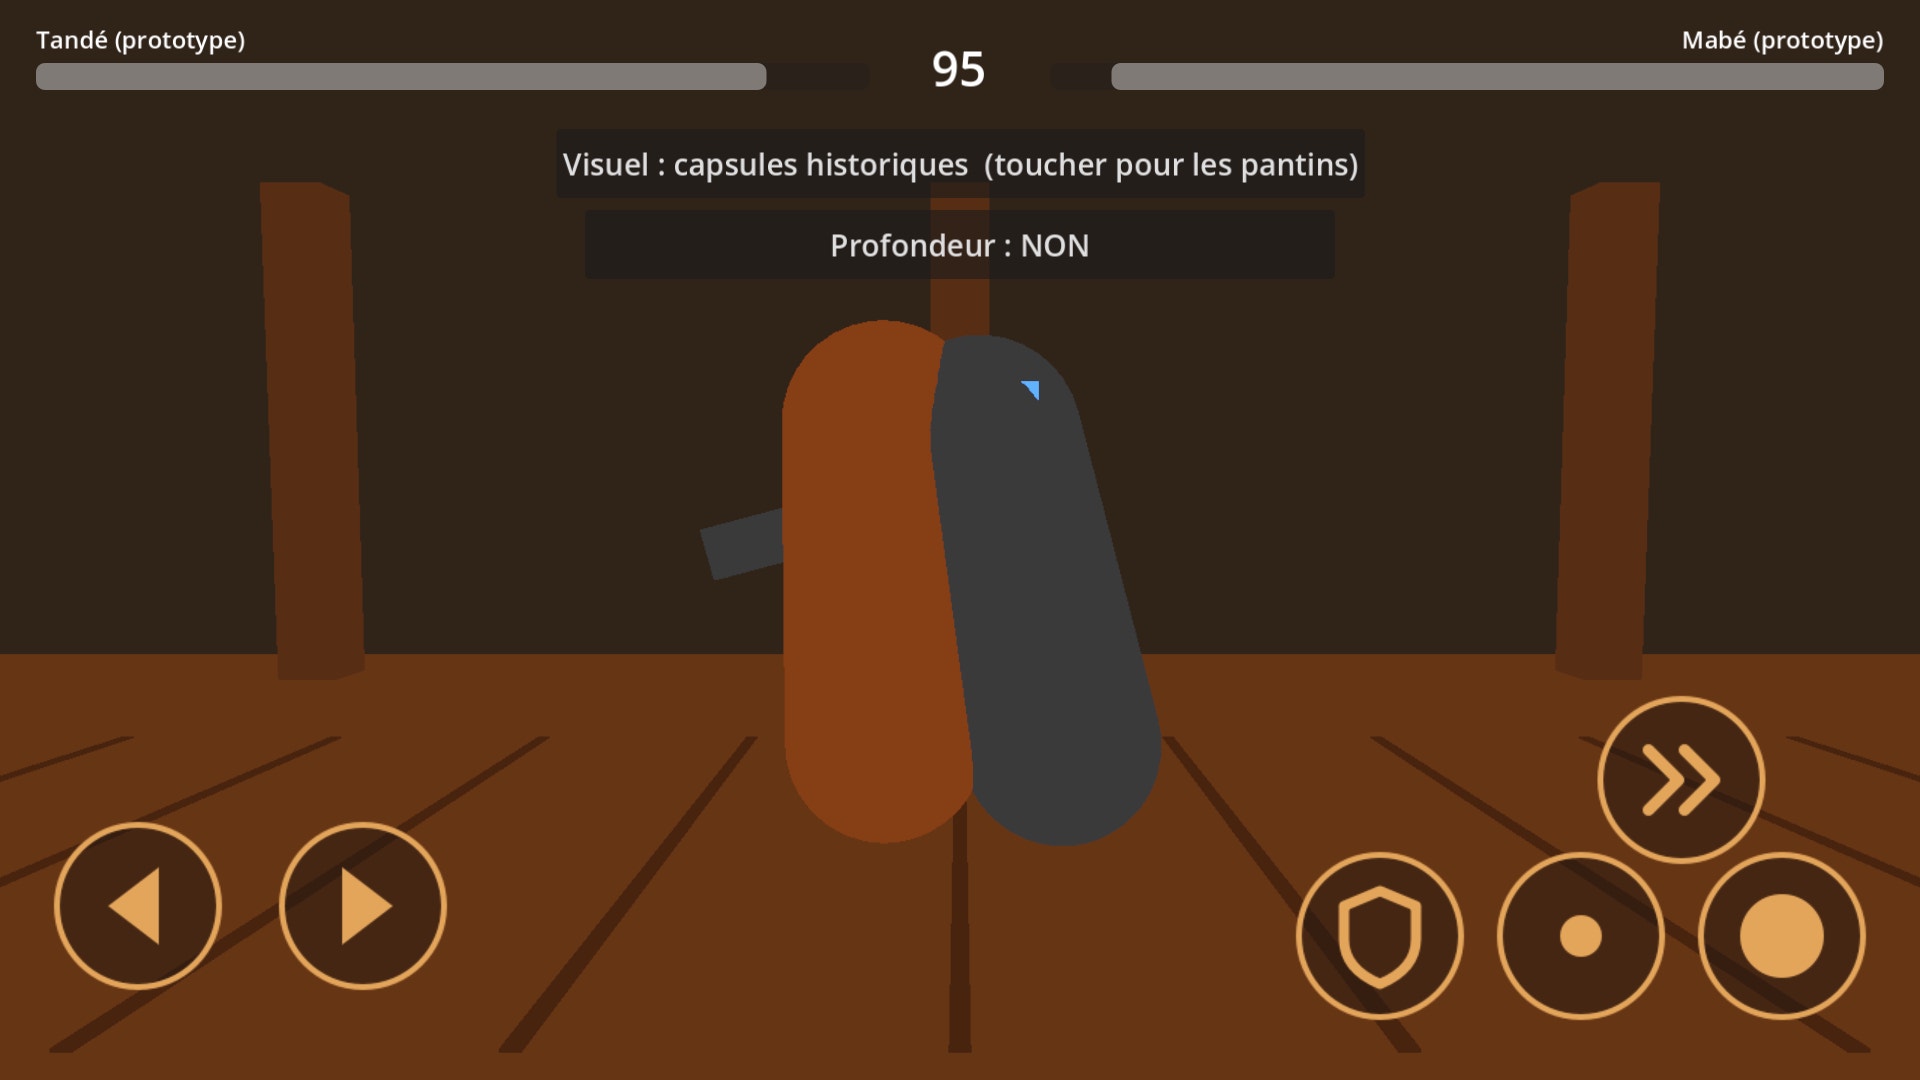 Tandé (prototype)
95
Mabé (prototype)
Visuel : capsules historiques  (toucher pour les pantins)
Profondeur : NON